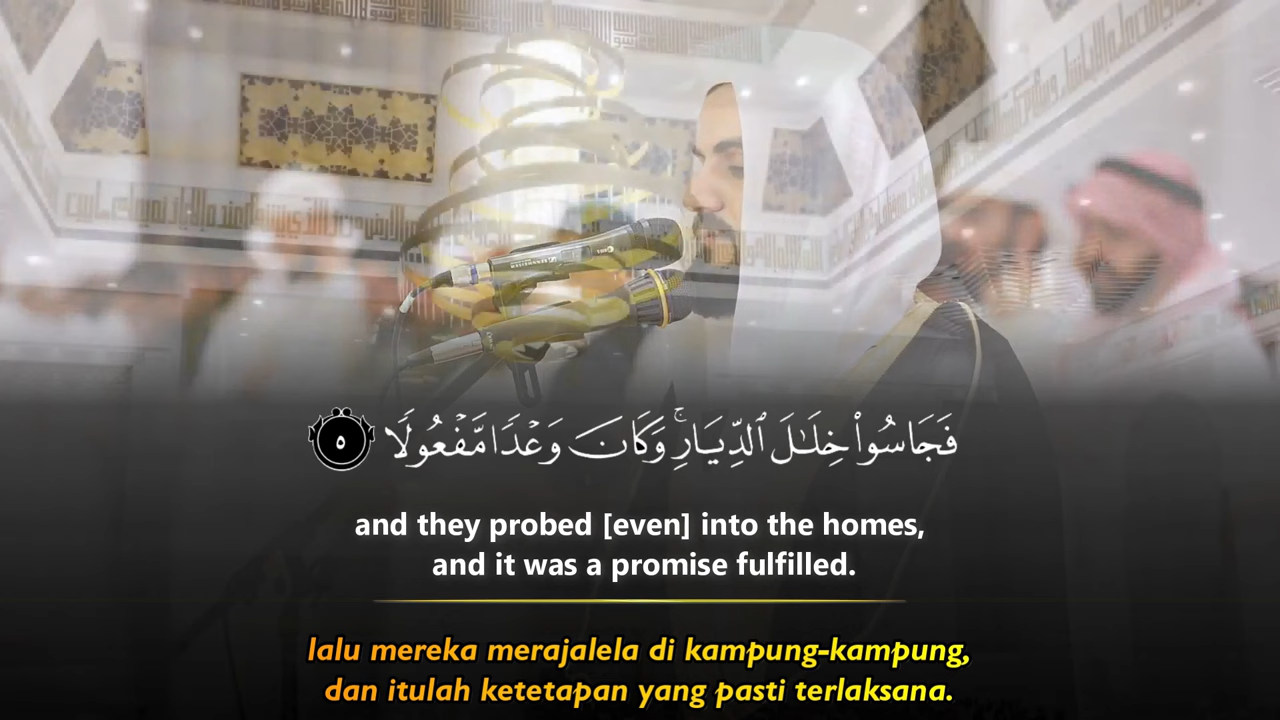 فَجَاسُوا۟ خِلَـٰلَ ٱلدِّيَارِ ۚ وَكَانَ وَعْدًا مَّفْعُولًا ٥
and they probed [even] into the homes,
and it was a promise fulfilled.
lalu mereka merajalela di kampung-kampung,
dan itulah ketetapan yang pasti terlaksana.